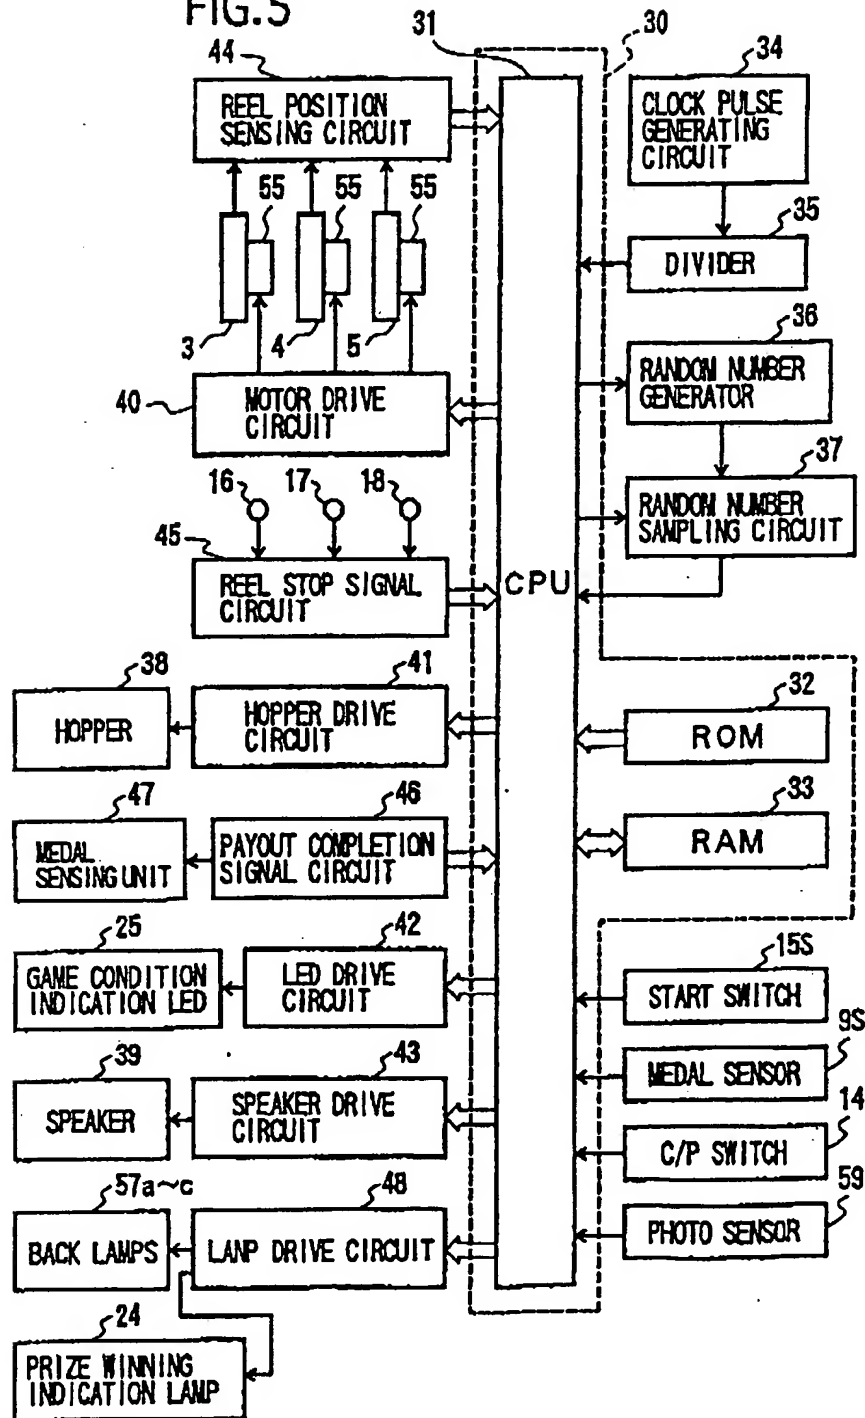 FIG.5
31
30
44
34
REEL POSITION
SENSING CIRCUIT
CLOCK PULSE
GENERATING
CIRCUIT
55
55
55
35
DIVIDER
3
4
5
36
40
MOTOR DRIVE
CIRCUIT
RANDOM NUMBER
GENERATOR
37
16
17
18
RANDOM NUMBER
SAMPLING CIRCUIT
45
REEL STOP SIGNAL
CIRCUIT
CPU
38
41
32
HOPPER
HOPPER DRIVE
CIRCUIT
ROM
47
46
33
MEDAL
SENSING UNIT
PAYOUT COMPLETION
SIGNAL CIRCUIT
RAM
25
42
15S
GAME CONDITION
INDICATION LED
LED DRIVE
CIRCUIT
START SWITCH
9S
39
43
MEDAL SENSOR
SPEAKER
SPEAKER DRIVE
CIRCUIT
14
C/P SWITCH
57a~c
48
59
BACK LAMPS
LANP DRIVE CIRCUIT
PHOTO SENSOR
24
PRIZE WINNING
INDICATION LAMP